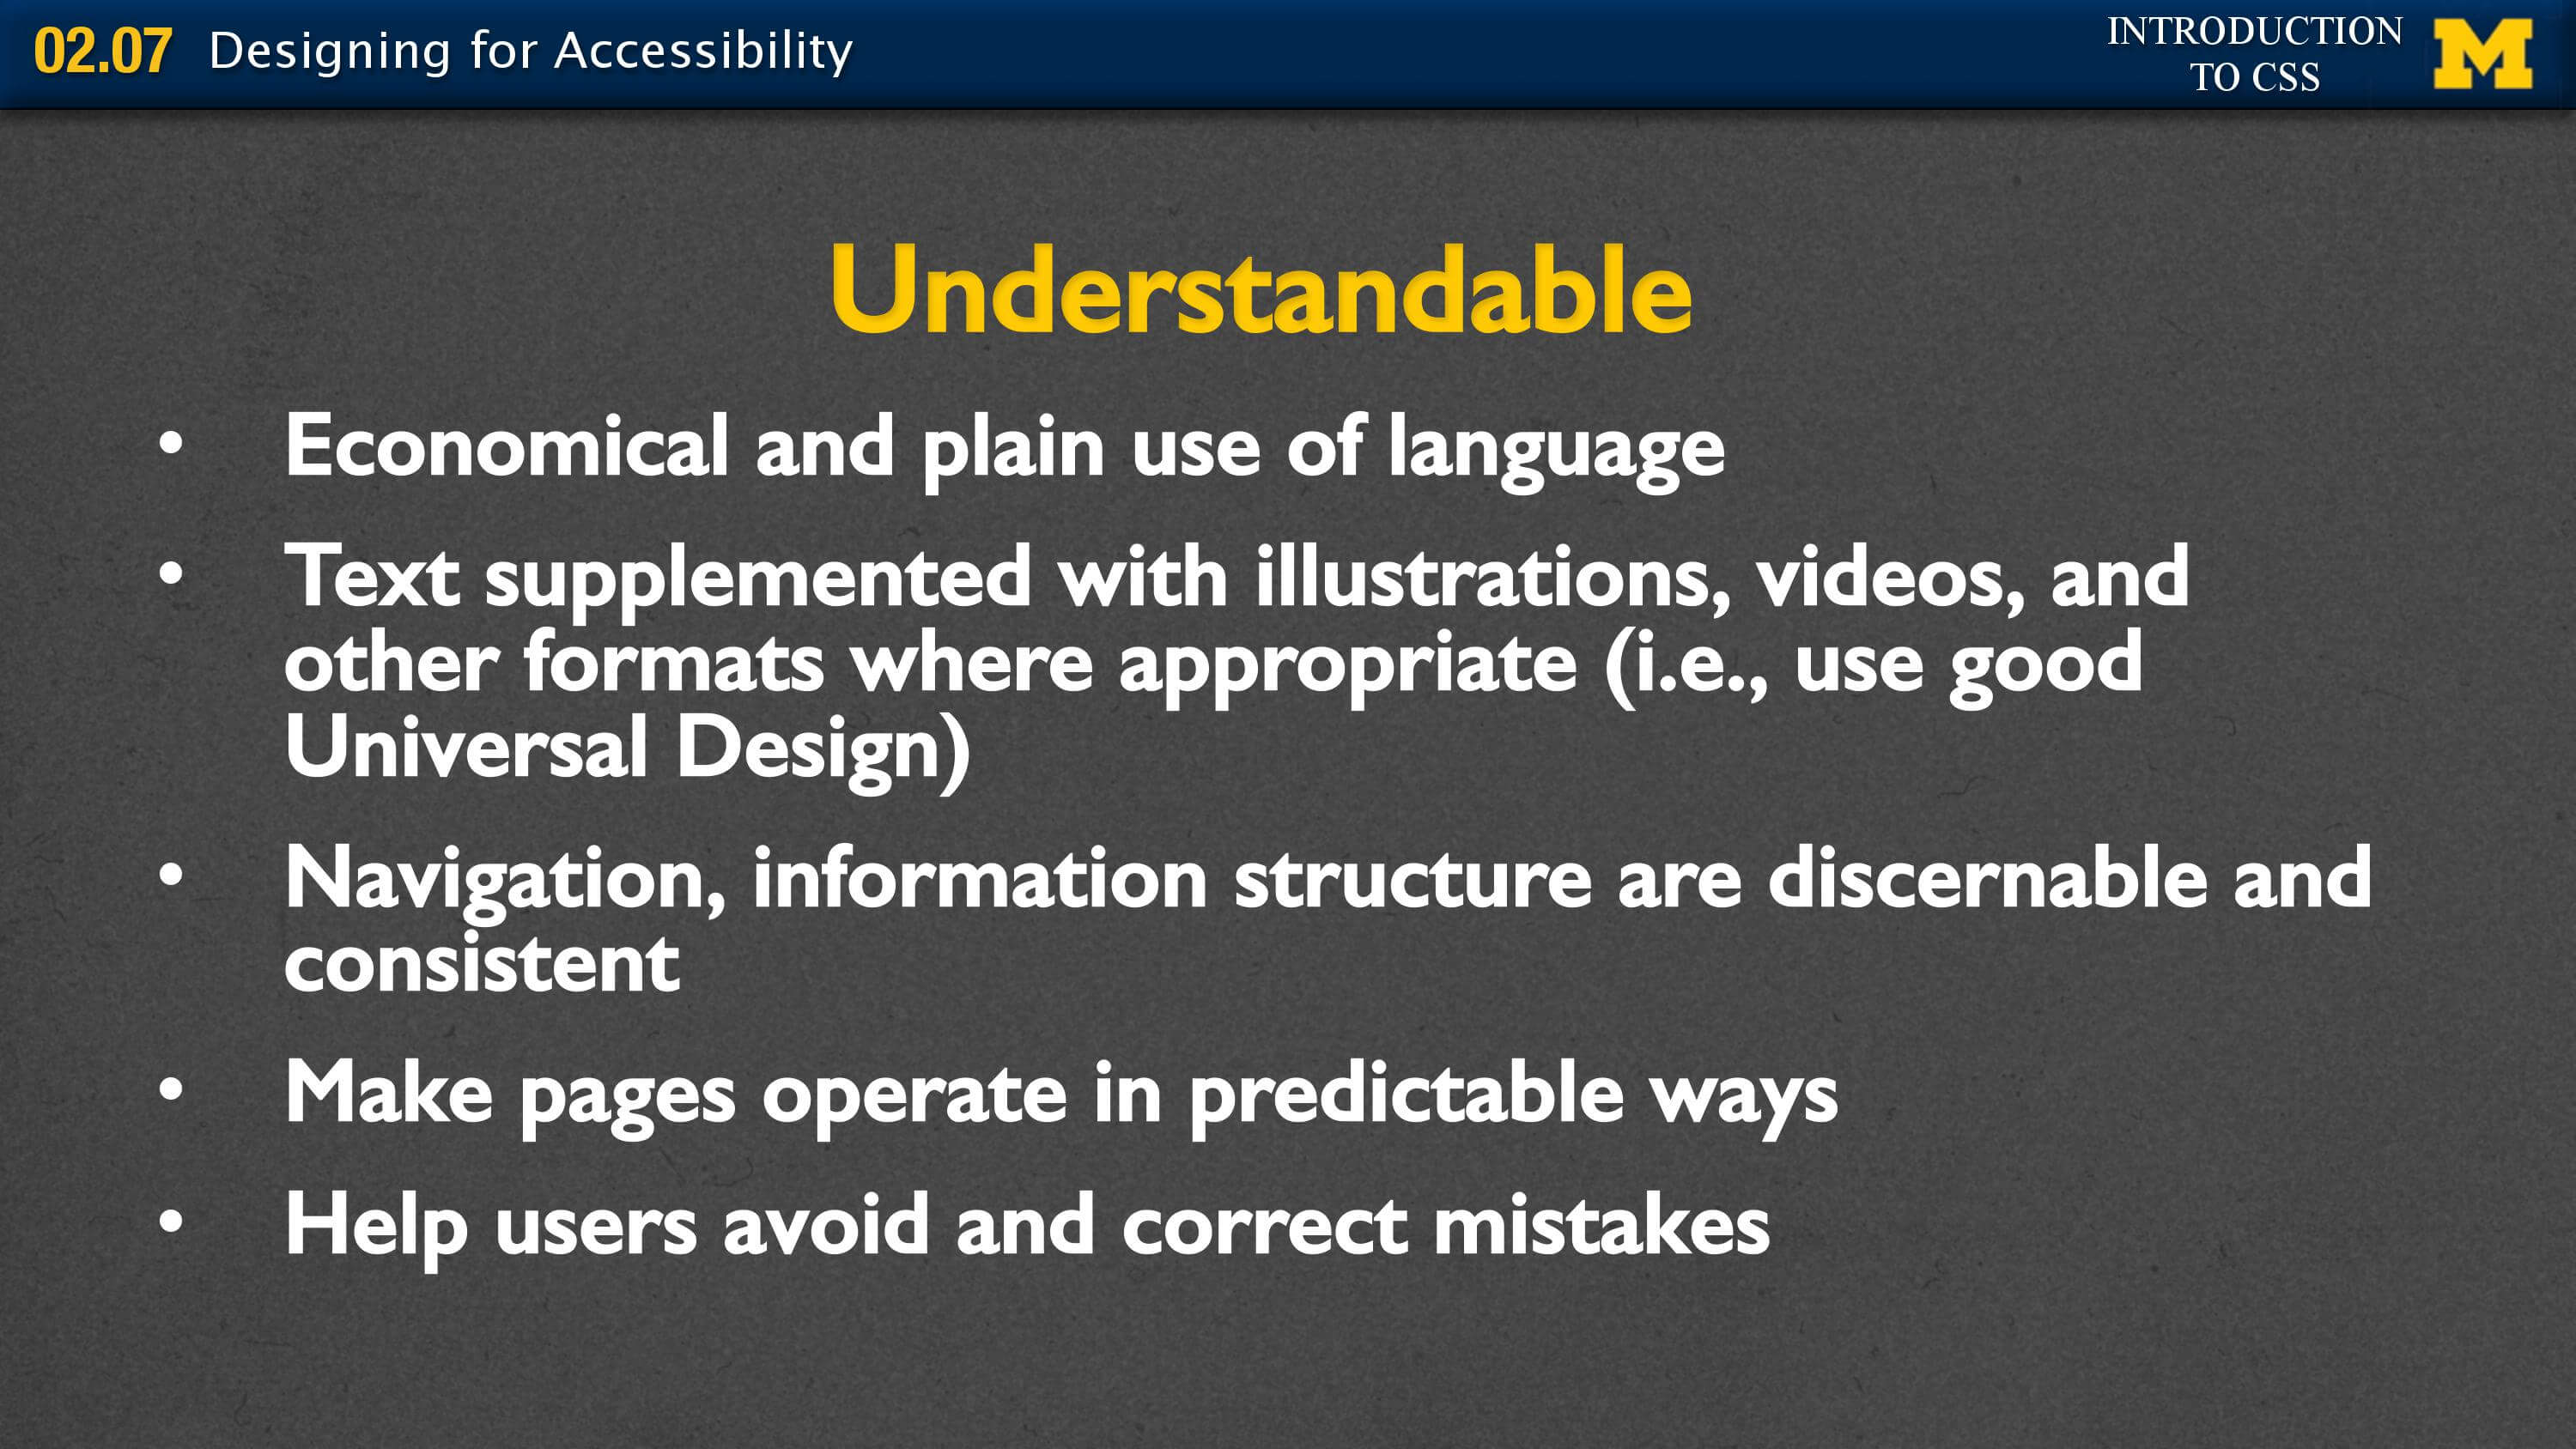 02.07 Designing for Accessibility
INTRODUCTION
TO CSS
M
Understandable
• Economical and plain use of language
• Text supplemented with illustrations, videos, and
other formats where appropriate (i.e., use good
Universal Design)
• Navigation, information structure are discernable and
consistent
• Make pages operate in predictable ways
• Help users avoid and correct mistakes